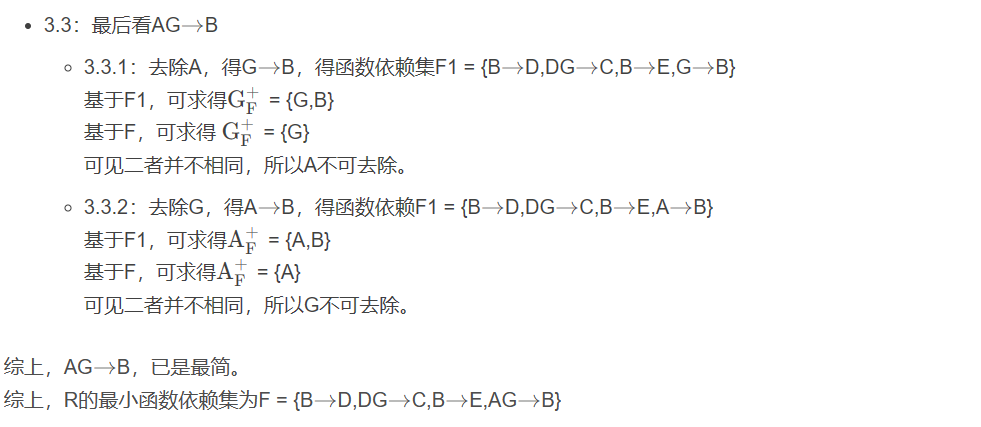 • 3.3：最后看AG→B
◦ 3.3.1：去除A，得G→B，得函数依赖集F1 = {B→D,DG→C,B→E,G→B}
基于F1，可求得G_F^+ = {G,B}
基于F，可求得 G_F^+ = {G}
可见二者并不相同，所以A不可去除。
◦ 3.3.2：去除G，得A→B，得函数依赖F1 = {B→D,DG→C,B→E,A→B}
基于F1，可求得A_F^+ = {A,B}
基于F，可求得A_F^+ = {A}
可见二者并不相同，所以G不可去除。
综上，AG→B，已是最简。
综上，R的最小函数依赖集为F = {B→D,DG→C,B→E,AG→B}